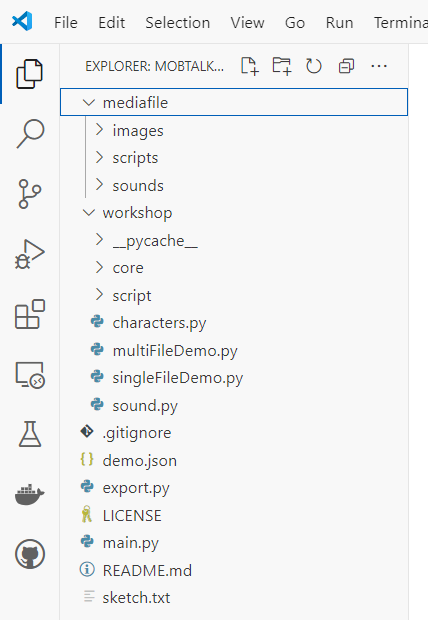 File Edit Selection View Go Run Termina
EXPLORER: MOBTALK...
mediafile
images
scripts
sounds
workshop
__pycache__
core
script
characters.py
multiFileDemo.py
singleFileDemo.py
sound.py
.gitignore
demo.json
export.py
LICENSE
main.py
README.md
sketch.txt